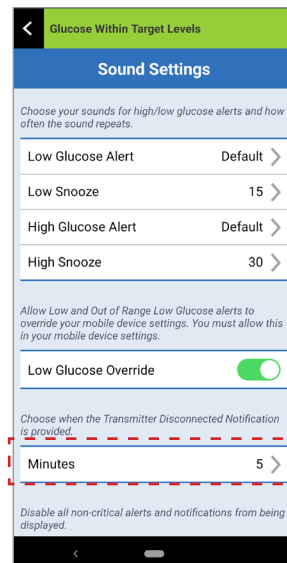 Glucose Within Target Levels
Sound Settings
Choose your sounds for high/low glucose alerts and how
often the sound repeats.
Low Glucose Alert Default
Low Snooze 15
High Glucose Alert Default
High Snooze 30
Allow Low and Out of Range Low Glucose alerts to
override your mobile device settings. You must allow this
in your mobile device settings.
Low Glucose Override
Choose when the Transmitter Disconnected Notification
is provided.
Minutes 5
Disable all non-critical alerts and notifications from being
displayed.